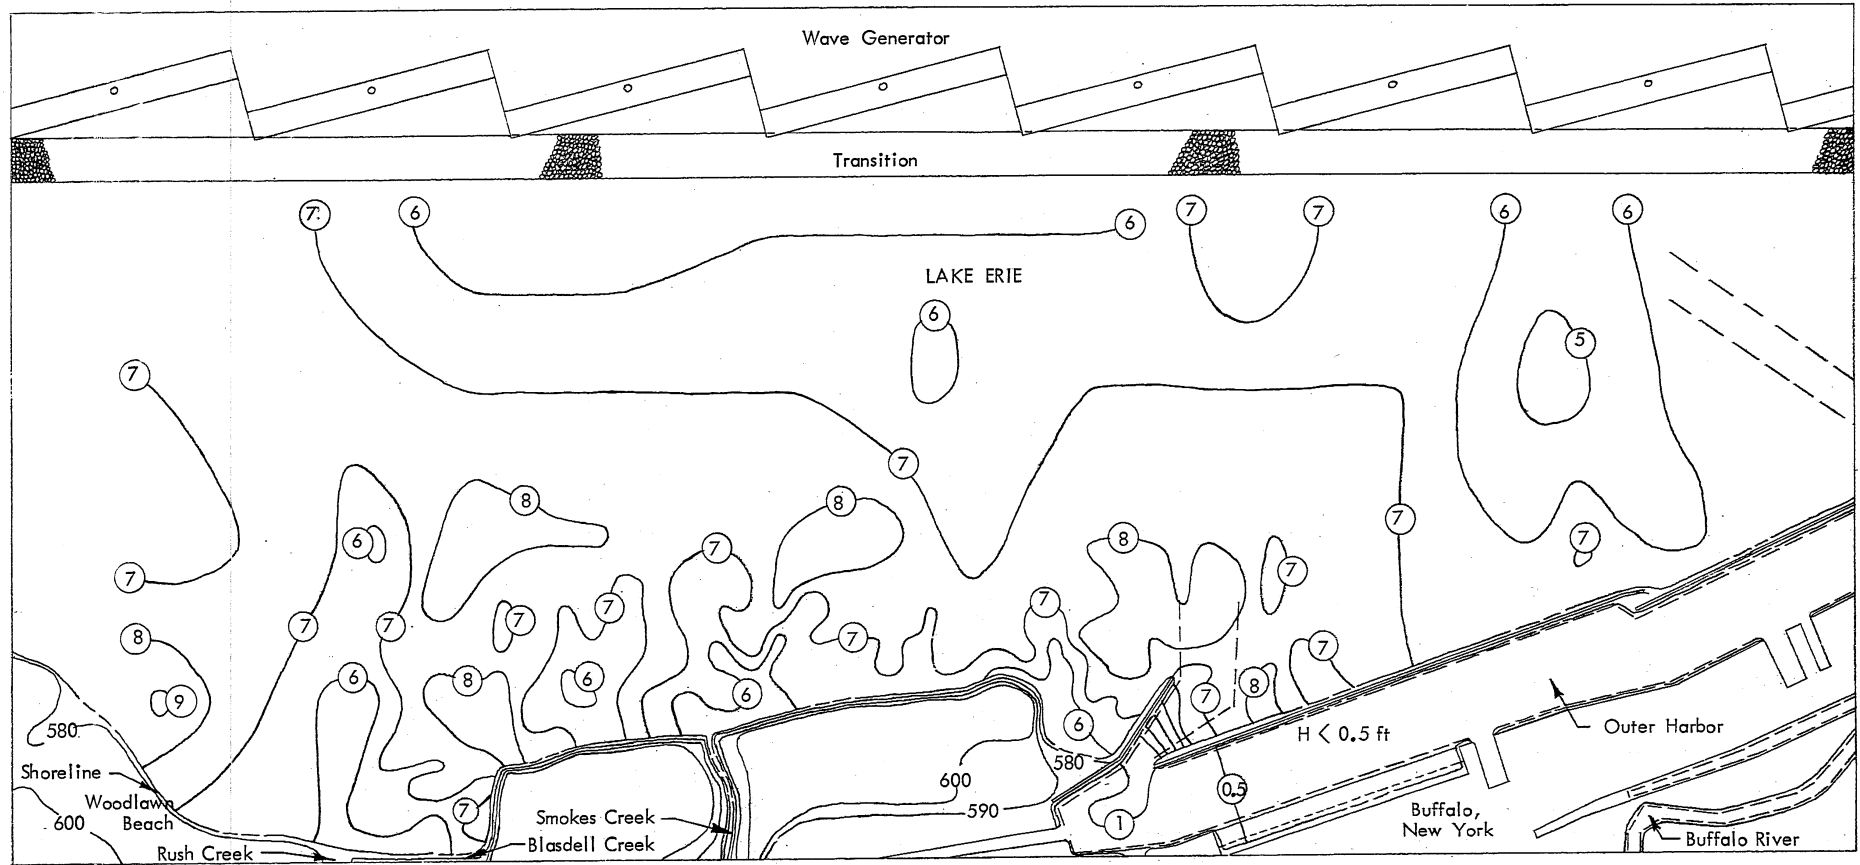 Wave Generator
Transition
7 6 6 7 7 6 6
LAKE ERIE
6
5
7
7
8 8
7
8
6 7 7 7
7
7
8 7 7 7 7 7 7
6 8 6 6 7 8
9
6
580
Outer Harbor
H < 0.5 ft
Shoreline
580
600
0.5
Woodlawn
Beach
600
7
590
Smokes Creek
1
Buffalo,
New York
Rush Creek
Blasdell Creek
Buffalo River